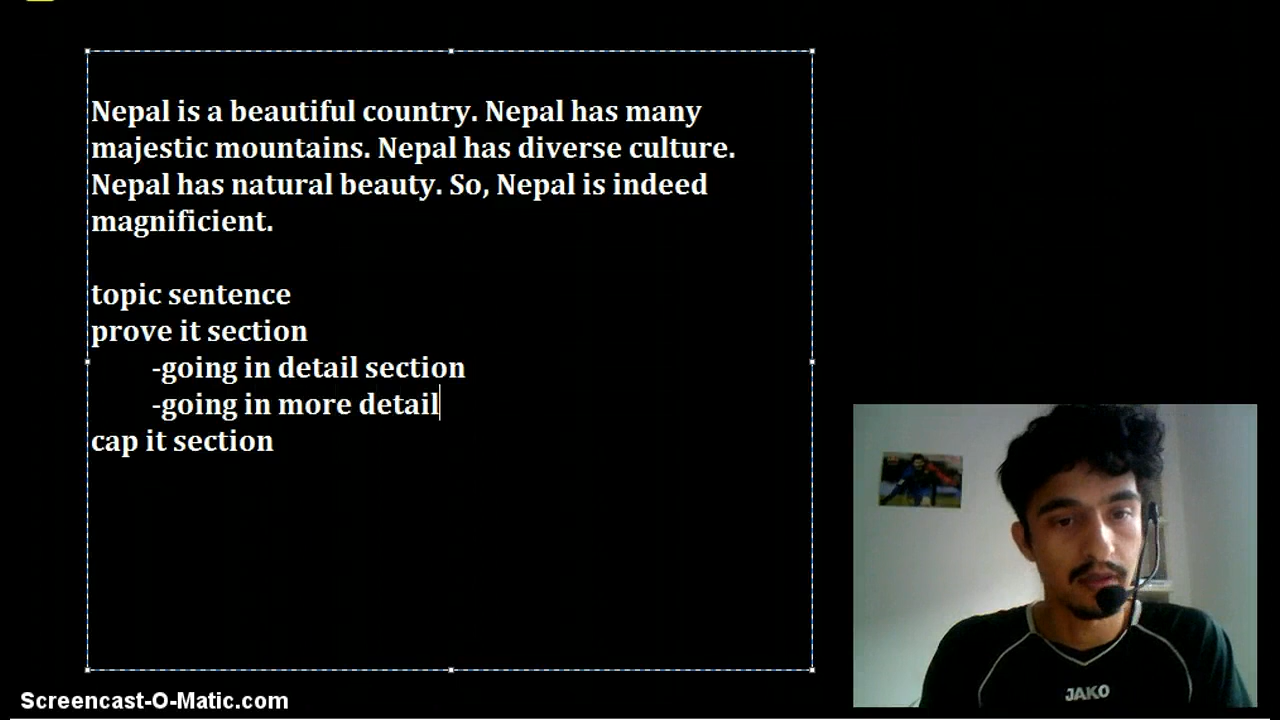 Nepal is a beautiful country. Nepal has many
majestic mountains. Nepal has diverse culture.
Nepal has natural beauty. So, Nepal is indeed
magnificient.
topic sentence
prove it section
-going in detail section
-going in more detail
cap it section
JAKO
Screencast-O-Matic.com